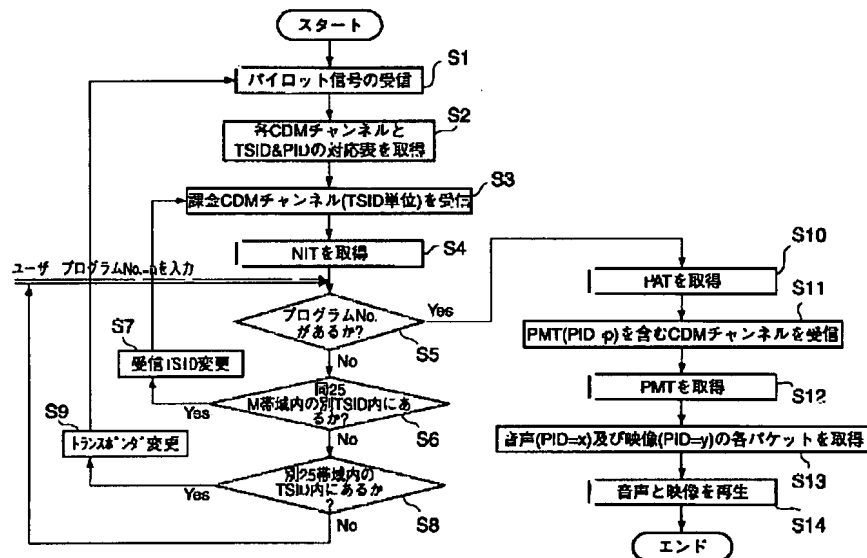 スタート
S1
パイロット信号の受信
S2
各CDMチャンネルと
TSID&PIDの対応表を取得
S3
課金CDMチャンネル(TSID単位)を受信
S4
NITを取得
ユーザ プログラムNo.=nを入力
プログラムNo.
があるか?
Yes
S5
No
S7
受信TSID変更
同25
M帯域内の別TSID内にあ
るか?
Yes
S6
No
S9
トランスポンダ変更
別25帯域内の
TSID内にあるか
?
Yes
S8
No
S10
PATを取得
S11
PMT(PID=p)を含むCDMチャンネルを受信
PMTを取得
S12
音声(PID=x)及び映像(PID=y)の各パケットを取得
S13
音声と映像を再生
S14
エンド